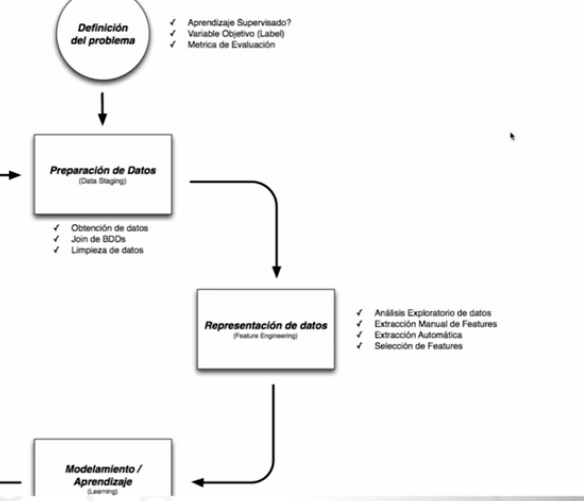 Definición
del problema
✓ Aprendizaje Supervisado?
✓ Variable Objetivo (Label)
✓ Metrica de Evaluación
Preparación de Datos
(Data Staging)
✓ Obtención de datos
✓ Join de BDDs
✓ Limpieza de datos
Representación de datos
(Feature Engineering)
✓ Análisis Exploratorio de datos
✓ Extracción Manual de Features
✓ Extracción Automática
✓ Selección de Features
Modelamiento /
Aprendizaje
(Learning)